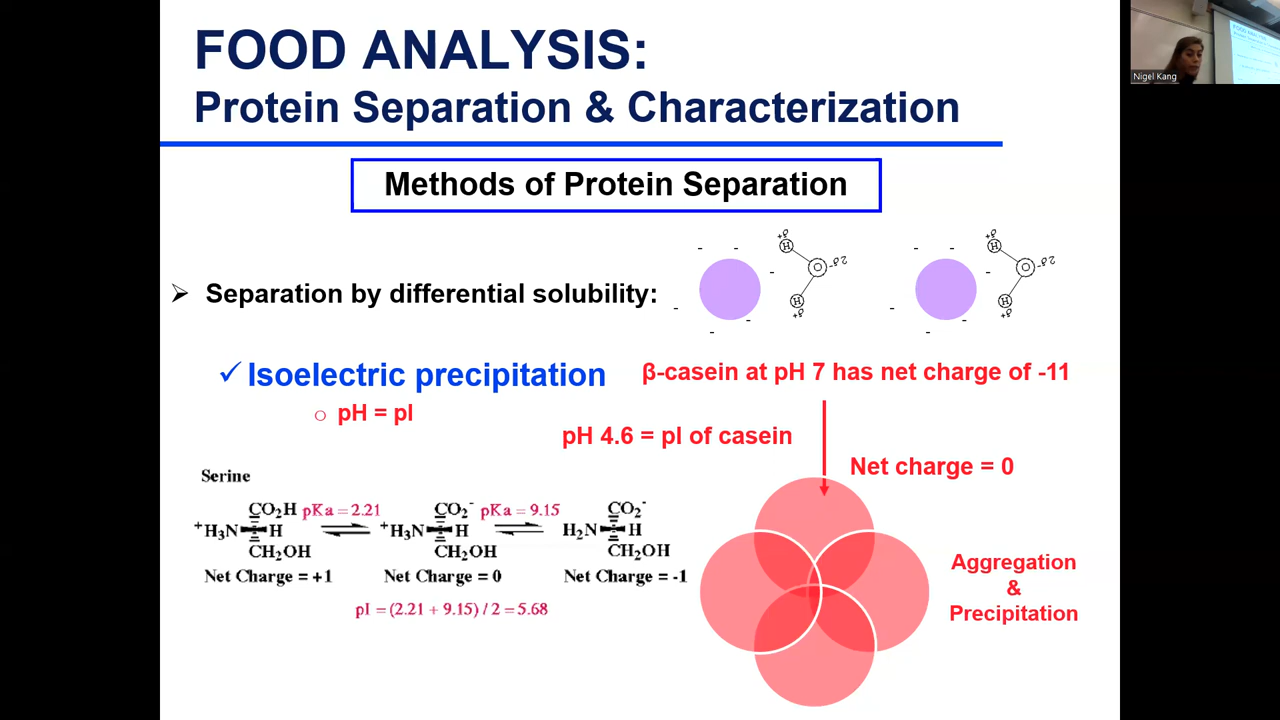 FOOD ANALYSIS:
Protein Separation & Characterization
Nigel Kang
Methods of Protein Separation
➢ Separation by differential solubility:
- - δ+ H O δ2- - H δ+ - - -
- - δ+ H O δ2- - H δ+ - - -
✓ Isoelectric precipitation
β-casein at pH 7 has net charge of -11
○ pH = pI
pH 4.6 = pI of casein
Net charge = 0
Serine
CO₂H pKa = 2.21 CO₂⁻ pKa = 9.15 CO₂⁻
⁺H₃N H ⁺H₃N H H₂N H
CH₂OH CH₂OH CH₂OH
Net Charge = +1 Net Charge = 0 Net Charge = -1
pI = (2.21 + 9.15) / 2 = 5.68
Aggregation
&
Precipitation